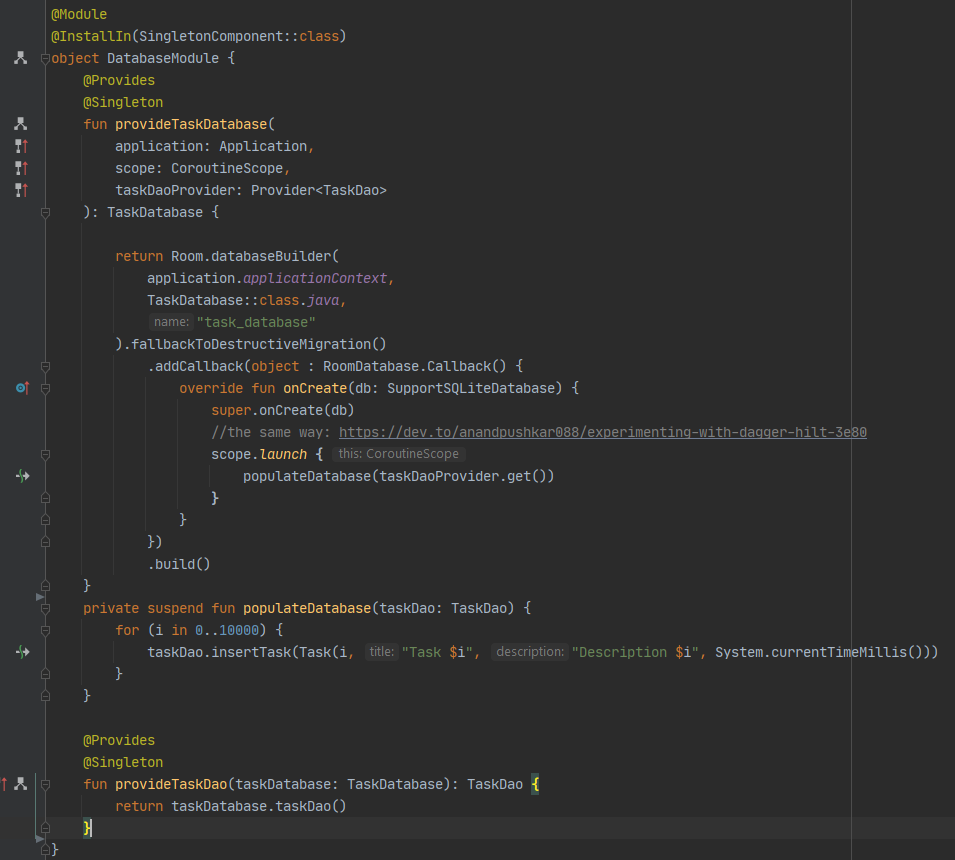 @Module
@InstallIn(SingletonComponent::class)
object DatabaseModule {
    @Provides
    @Singleton
    fun provideTaskDatabase(
        application: Application,
        scope: CoroutineScope,
        taskDaoProvider: Provider<TaskDao>
    ): TaskDatabase {

        return Room.databaseBuilder(
            application.applicationContext,
            TaskDatabase::class.java,
            name: "task_database"
        ).fallbackToDestructiveMigration()
            .addCallback(object : RoomDatabase.Callback() {
                override fun onCreate(db: SupportSQLiteDatabase) {
                    super.onCreate(db)
                    //the same way: https://dev.to/anandpushkar088/experimenting-with-dagger-hilt-3e80
                    scope.launch { this: CoroutineScope
                        populateDatabase(taskDaoProvider.get())
                    }
                }
            })
            .build()
    }
    private suspend fun populateDatabase(taskDao: TaskDao) {
        for (i in 0..10000) {
            taskDao.insertTask(Task(i, title: "Task $i", description: "Description $i", System.currentTimeMillis()))
        }
    }

    @Provides
    @Singleton
    fun provideTaskDao(taskDatabase: TaskDatabase): TaskDao {
        return taskDatabase.taskDao()
    }
}